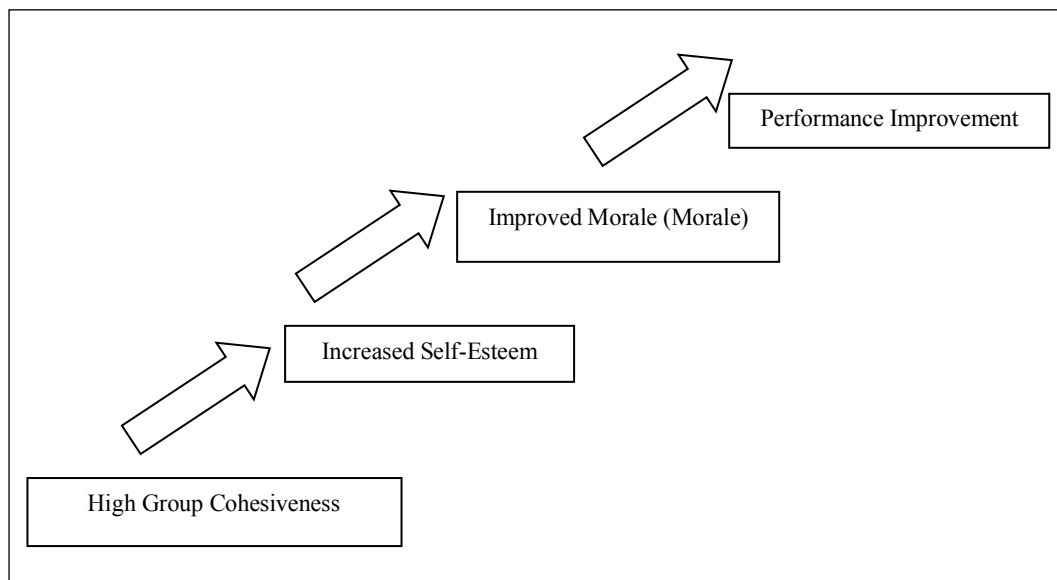 Performance Improvement
Improved Morale (Morale)
Increased Self-Esteem
High Group Cohesiveness